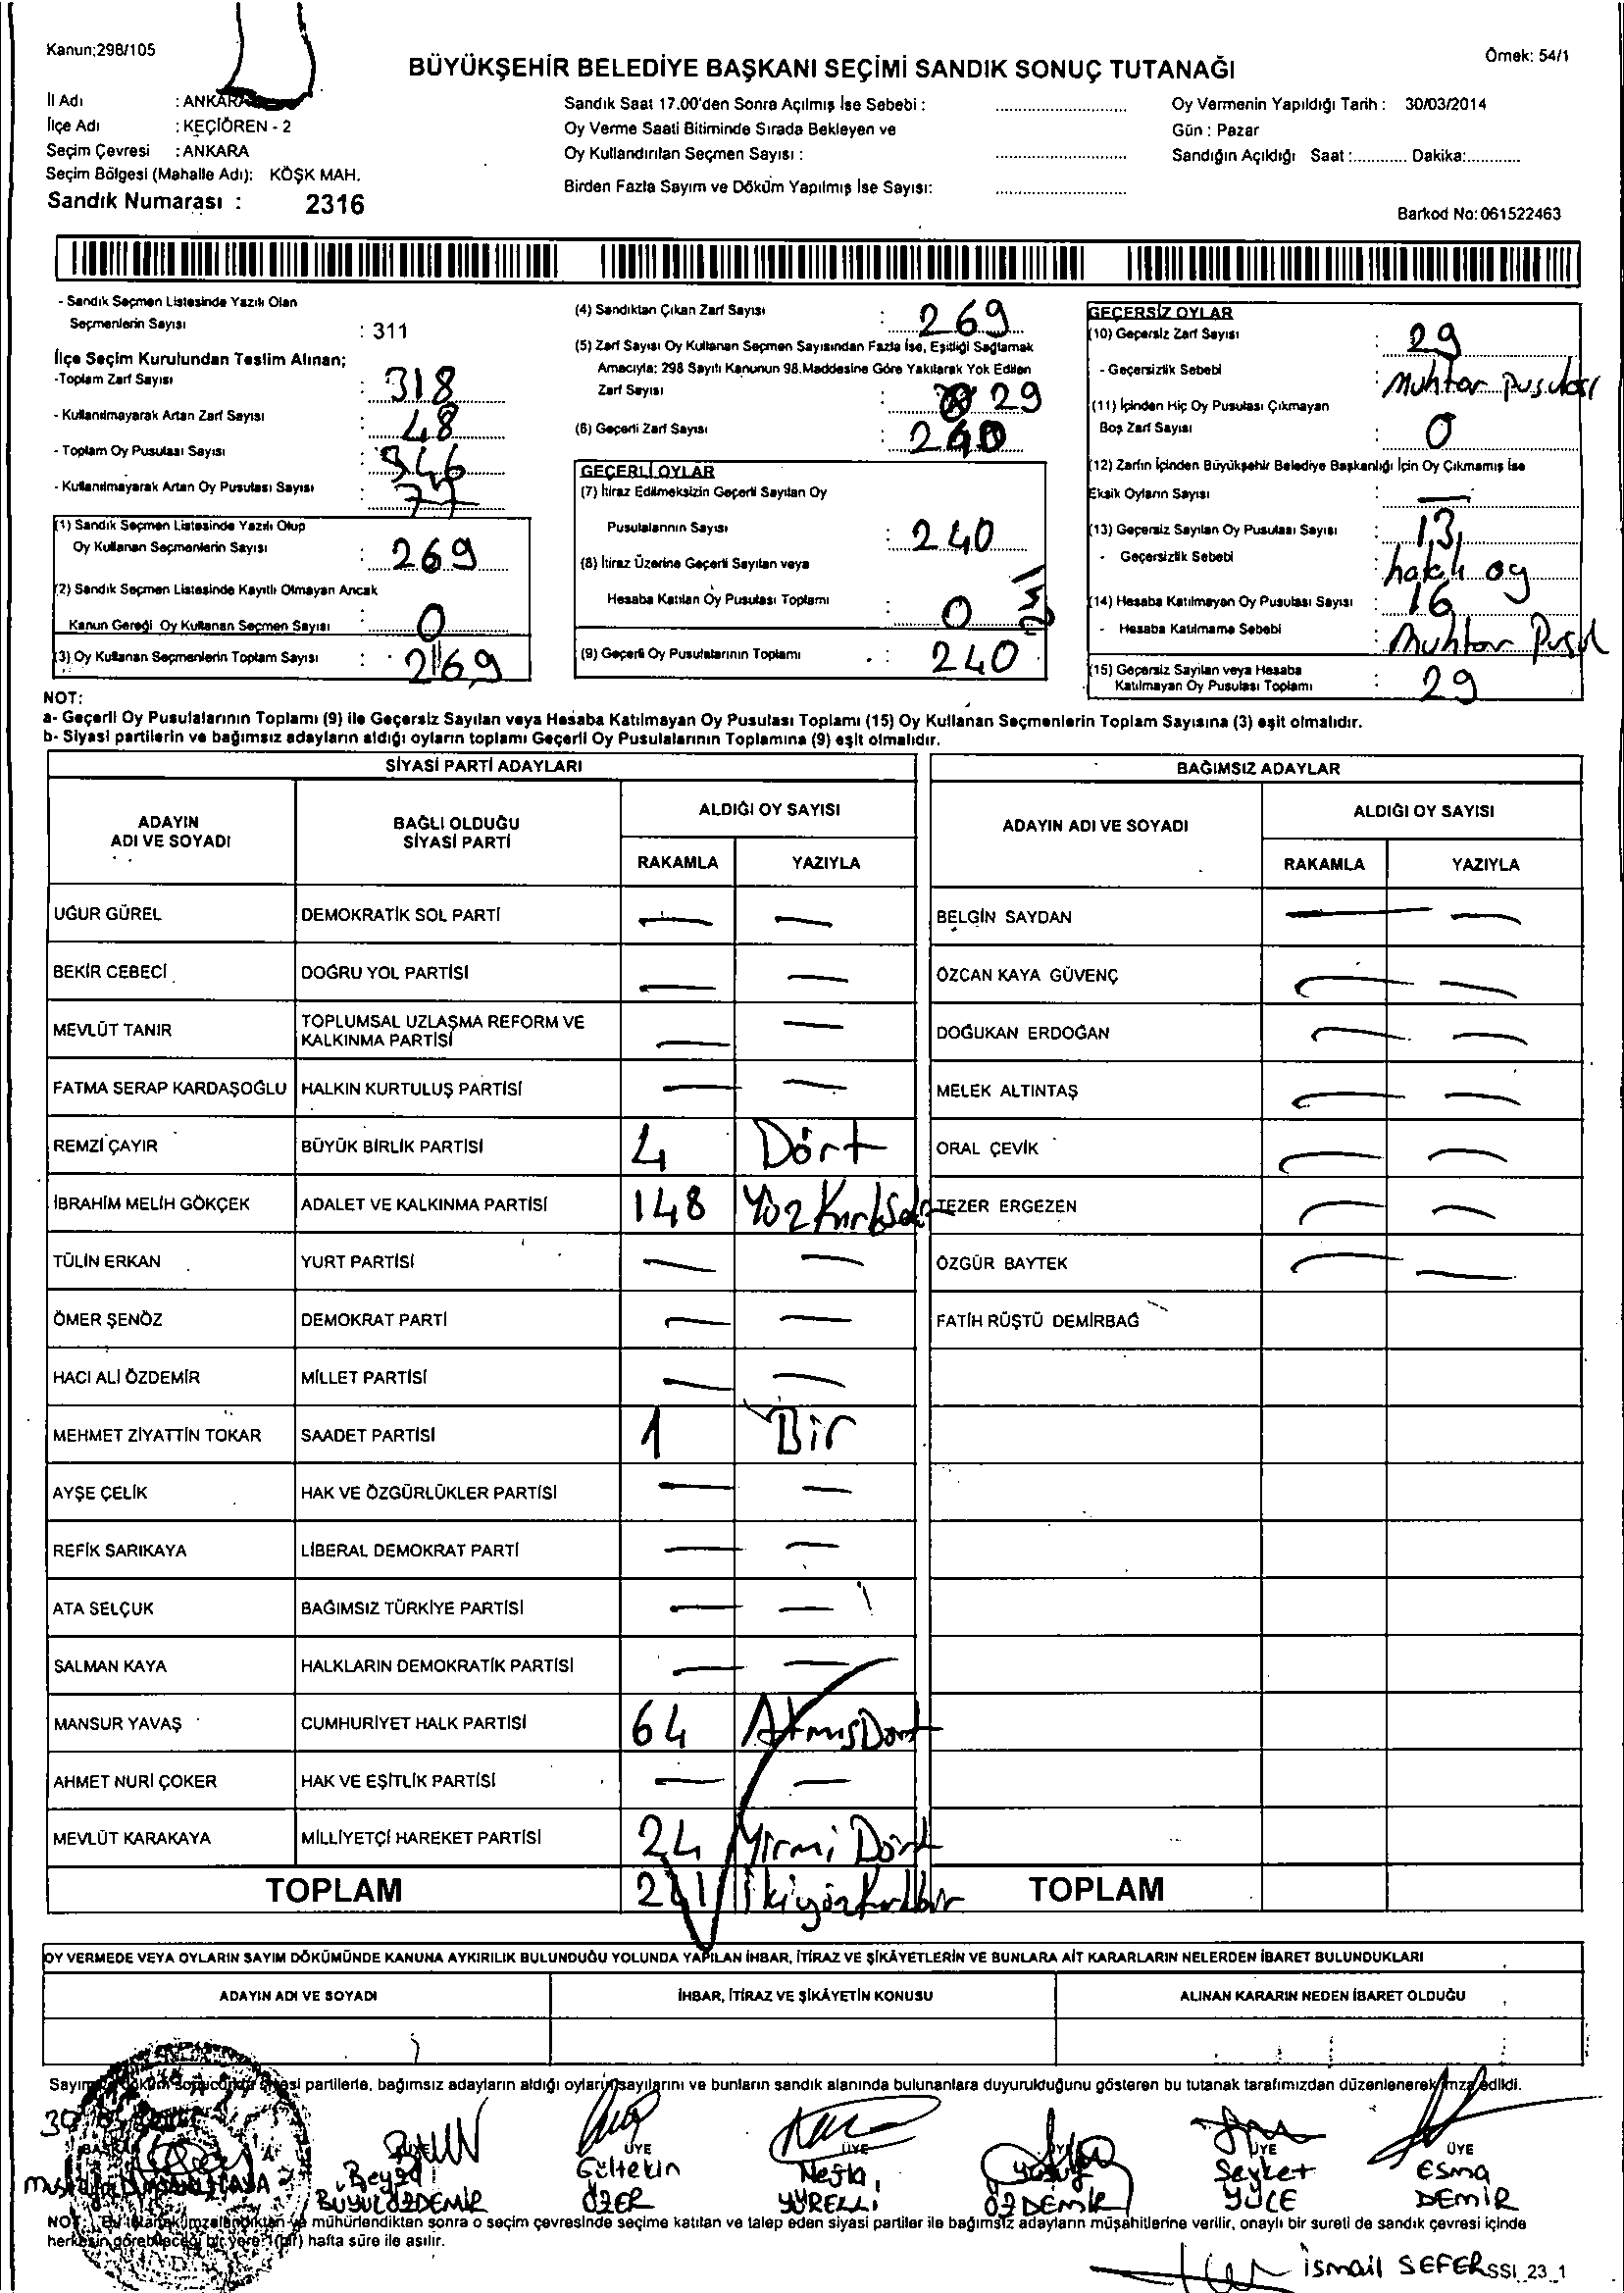 Kanun;298/105
BÜYÜKŞEHİR BELEDİYE BAŞKANI SEÇİMİ SANDIK SONUÇ TUTANAĞI
Örnek: 54/1
İl Adı : ANKARA
İlçe Adı : KEÇİÖREN - 2
Seçim Çevresi : ANKARA
Seçim Bölgesi (Mahalle Adı): KÖŞK MAH.
Sandık Numarası : 2316
Sandık Saat 17.00'den Sonra Açılmış İse Sebebi :
Oy Verme Saati Bitiminde Sırada Bekleyen ve
Oy Kullandırılan Seçmen Sayısı :
Birden Fazla Sayım ve Döküm Yapılmış İse Sayısı:
Oy Vermenin Yapıldığı Tarih : 30/03/2014
Gün : Pazar
Sandığın Açıldığı Saat :............ Dakika:............
Barkod No: 061522463
- Sandık Seçmen Listesinde Yazılı Olan
Seçmenlerin Sayısı : 311
İlçe Seçim Kurulundan Teslim Alınan;
-Toplam Zarf Sayısı : 318
- Kullanılmayarak Artan Zarf Sayısı : 48
- Toplam Oy Pusulası Sayısı : 346
- Kullanılmayarak Artan Oy Pusulası Sayısı : 77
(1) Sandık Seçmen Listesinde Yazılı Olup
Oy Kullanan Seçmenlerin Sayısı : 269
(2) Sandık Seçmen Listesinde Kayıtlı Olmayan Ancak
Kanun Gereği Oy Kullanan Seçmen Sayısı : 0
(3) Oy Kullanan Seçmenlerin Toplam Sayısı : 269
(4) Sandıktan Çıkan Zarf Sayısı : 269
(5) Zarf Sayısı Oy Kullanan Seçmen Sayısından Fazla İse, Eşitliği Sağlamak
Amacıyla; 298 Sayılı Kanunun 98.Maddesine Göre Yakılarak Yok Edilen
Zarf Sayısı : 29
(6) Geçerli Zarf Sayısı : 240
GEÇERLİ OYLAR
(7) İtiraz Edilmeksizin Geçerli Sayılan Oy
Pusulalarının Sayısı : 240
(8) İtiraz Üzerine Geçerli Sayılan veya
Hesaba Katılan Oy Pusulası Toplamı : 0
(9) Geçerli Oy Pusulalarının Toplamı : 240
GEÇERSİZ OYLAR
(10) Geçersiz Zarf Sayısı : 29
- Geçersizlik Sebebi : Muhtar Pusulası
(11) İçinden Hiç Oy Pusulası Çıkmayan
Boş Zarf Sayısı : 0
(12) Zarfın İçinden Büyükşehir Belediye Başkanlığı İçin Oy Çıkmamış İse
Eksik Oyların Sayısı : —
(13) Geçersiz Sayılan Oy Pusulası Sayısı : 13
- Geçersizlik Sebebi : oy
(14) Hesaba Katılmayan Oy Pusulası Sayısı : 16
- Hesaba Katılmama Sebebi : Muhtar Pusul
(15) Geçersiz Sayılan veya Hesaba
Katılmayan Oy Pusulası Toplamı : 29
NOT:
a- Geçerli Oy Pusulalarının Toplamı (9) ile Geçersiz Sayılan veya Hesaba Katılmayan Oy Pusulası Toplamı (15) Oy Kullanan Seçmenlerin Toplam Sayısına (3) eşit olmalıdır.
b- Siyasi partilerin ve bağımsız adayların aldığı oyların toplamı Geçerli Oy Pusulalarının Toplamına (9) eşit olmalıdır.
SİYASİ PARTİ ADAYLARI
ADAYIN ADI VE SOYADI
BAĞLI OLDUĞU SİYASİ PARTİ
ALDIĞI OY SAYISI
RAKAMLA YAZIYLA
UĞUR GÜREL DEMOKRATİK SOL PARTİ — —
BEKİR CEBECİ DOĞRU YOL PARTİSİ — —
MEVLÜT TANIR TOPLUMSAL UZLAŞMA REFORM VE KALKINMA PARTİSİ — —
FATMA SERAP KARDAŞOĞLU HALKIN KURTULUŞ PARTİSİ — —
REMZİ ÇAYIR BÜYÜK BİRLİK PARTİSİ 4 Dört
İBRAHİM MELİH GÖKÇEK ADALET VE KALKINMA PARTİSİ 148 Yüz KırkSek
TÜLİN ERKAN YURT PARTİSİ — —
ÖMER ŞENÖZ DEMOKRAT PARTİ — —
HACI ALİ ÖZDEMİR MİLLET PARTİSİ — —
MEHMET ZİYATTİN TOKAR SAADET PARTİSİ 1 Bir
AYŞE ÇELİK HAK VE ÖZGÜRLÜKLER PARTİSİ — —
REFİK SARIKAYA LİBERAL DEMOKRAT PARTİ — —
ATA SELÇUK BAĞIMSIZ TÜRKİYE PARTİSİ — —
SALMAN KAYA HALKLARIN DEMOKRATİK PARTİSİ — —
MANSUR YAVAŞ CUMHURİYET HALK PARTİSİ 64 AtmışDört
AHMET NURİ ÇOKER HAK VE EŞİTLİK PARTİSİ — —
MEVLÜT KARAKAYA MİLLİYETÇİ HAREKET PARTİSİ 24 Yirmi Dört
TOPLAM 241 ikiyüzkırkbir
BAĞIMSIZ ADAYLAR
ADAYIN ADI VE SOYADI
ALDIĞI OY SAYISI
RAKAMLA YAZIYLA
BELGİN SAYDAN — —
ÖZCAN KAYA GÜVENÇ — —
DOĞUKAN ERDOĞAN — —
MELEK ALTINTAŞ — —
ORAL ÇEVİK — —
TEZER ERGEZEN — —
ÖZGÜR BAYTEK — —
FATİH RÜŞTÜ DEMİRBAĞ
TOPLAM
OY VERMEDE VEYA OYLARIN SAYIM DÖKÜMÜNDE KANUNA AYKIRILIK BULUNDUĞU YOLUNDA YAPILAN İHBAR, İTİRAZ VE ŞİKÂYETLERİN VE BUNLARA AİT KARARLARIN NELERDEN İBARET BULUNDUKLARI
ADAYIN ADI VE SOYADI
İHBAR, İTİRAZ VE ŞİKÂYETİN KONUSU
ALINAN KARARIN NEDEN İBARET OLDUĞU
Sayım döküm sonucunda siyasi partilerle, bağımsız adayların aldığı oyların sayılarını ve bunların sandık alanında bulunanlara duyurulduğunu gösteren bu tutanak tarafımızdan düzenlenerek imza edildi.
BAŞKAN
ÜYE Beyza BÜYÜKÖZDEMİR
ÜYE Gültekin ÖZER
ÜYE Nefla, YÜRELLİ
ÜYE Yusuf ÖZDEMİR
ÜYE Sevket YÜCE
ÜYE Esma DEMİR
NOT: Bu tutanak imzalandıktan ve mühürlendikten sonra o seçim çevresinde seçime katılan ve talep eden siyasi partiler ile bağımsız adayların müşahitlerine verilir, onaylı bir sureti de sandık çevresi içinde
herkesin görebileceği bir yere 1(bir) hafta süre ile asılır.
ismail SEFER
SSI_23_1